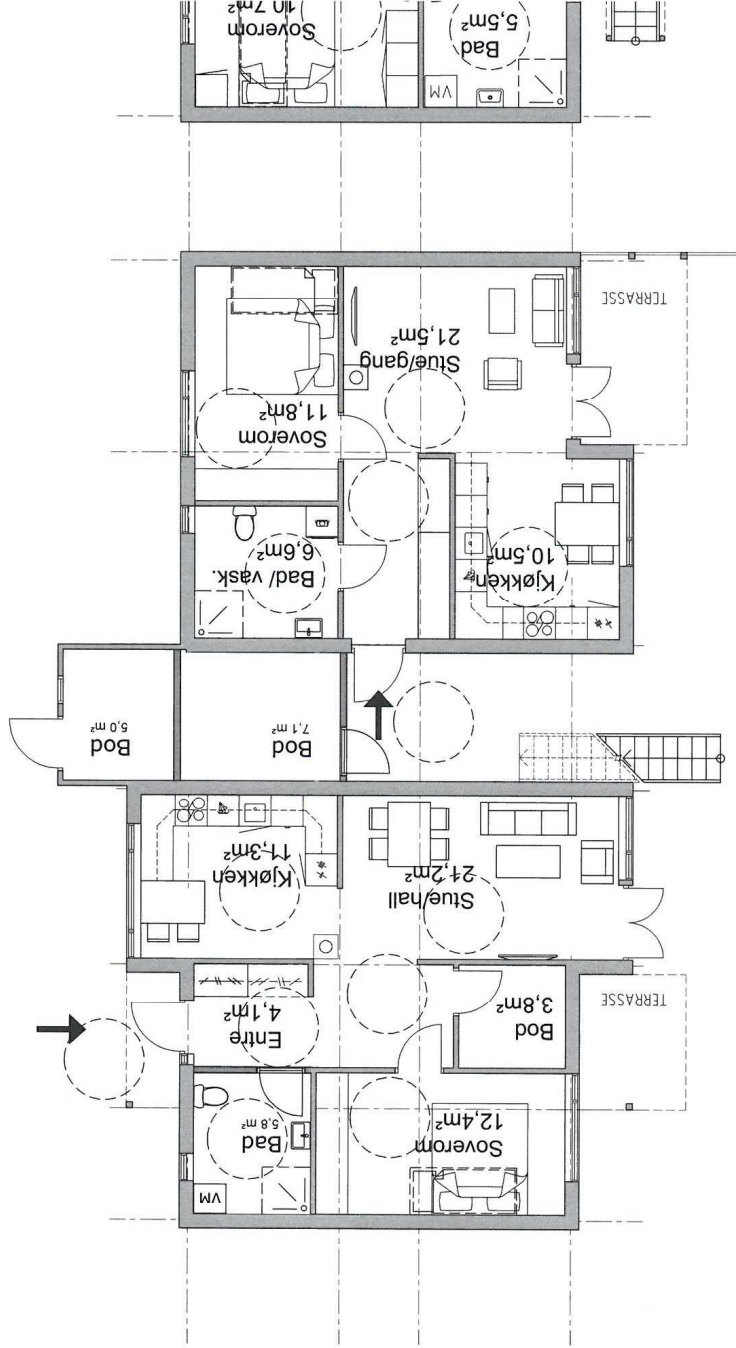 VM
Soverom
12,4m²
Bad
5,8 m²
Bod
3,8m²
Entre
4,1m²
TERRASSE
Stue/hall
21,2m²
Kjøkken
11,3m²
Bod
7,1 m²
Bod
5,0 m²
Kjøkken
10,5m²
Bad/ vask.
6,6m²
Soverom
11,8m²
Stue/gang
21,5m²
TERRASSE
VM
Bad
5,5m²
Soverom
10,7m²